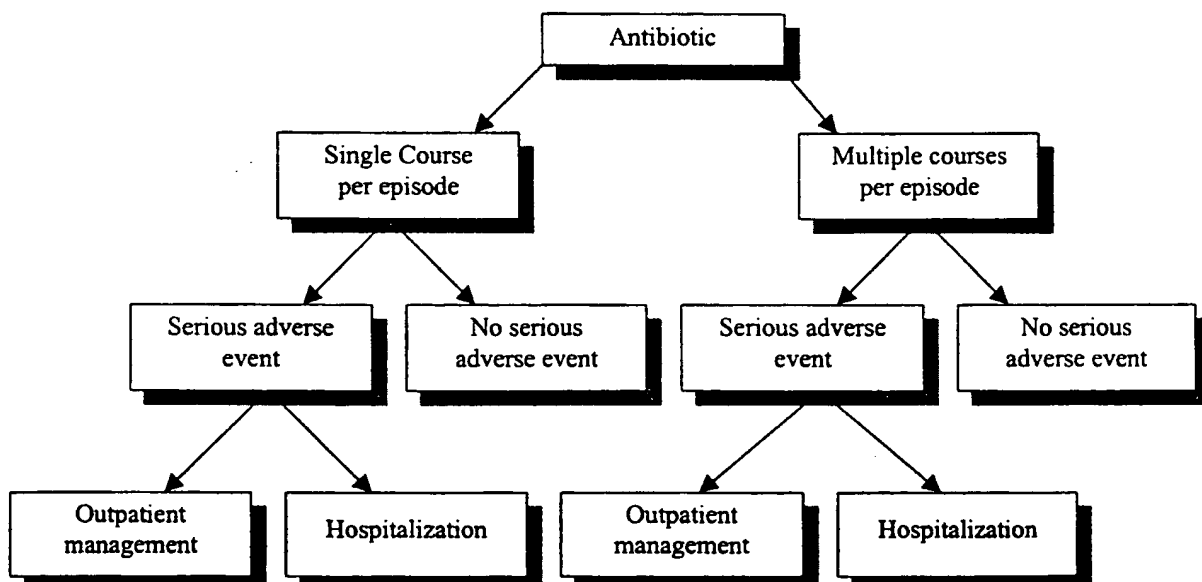 Antibiotic
Single Course
per episode
Multiple courses
per episode
Serious adverse
event
No serious
adverse event
Serious adverse
event
No serious
adverse event
Outpatient
management
Hospitalization
Outpatient
management
Hospitalization